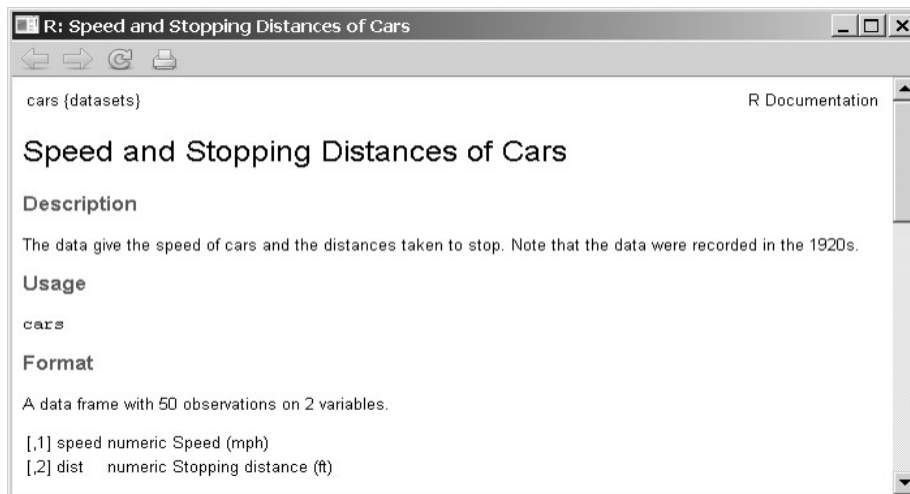 R: Speed and Stopping Distances of Cars
cars {datasets}
R Documentation
Speed and Stopping Distances of Cars
Description
The data give the speed of cars and the distances taken to stop. Note that the data were recorded in the 1920s.
Usage
cars
Format
A data frame with 50 observations on 2 variables.
[,1] speed numeric Speed (mph)
[,2] dist numeric Stopping distance (ft)